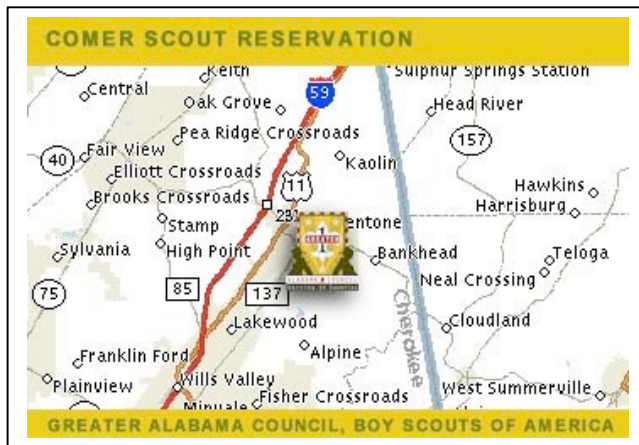 COMER SCOUT RESERVATION
Keith
Sulphur Springs Station
Central
59
Oak Grove
Head River
Pea Ridge Crossroads
157
40
Fair View
Kaolin
Elliott Crossroads
11
Hawkins
Brooks Crossroads
Harrisburg
Stamp
231
entone
GREATER
High Point
Bankhead
Teloga
Sylvania
Neal Crossing
75
85
137
Cherokee
Lakewood
Cloudland
Alpine
Franklin Ford
Plainview
Wills Valley
West Summerville
Fisher Crossroads
GREATER ALABAMA COUNCIL, BOY SCOUTS OF AMERICA